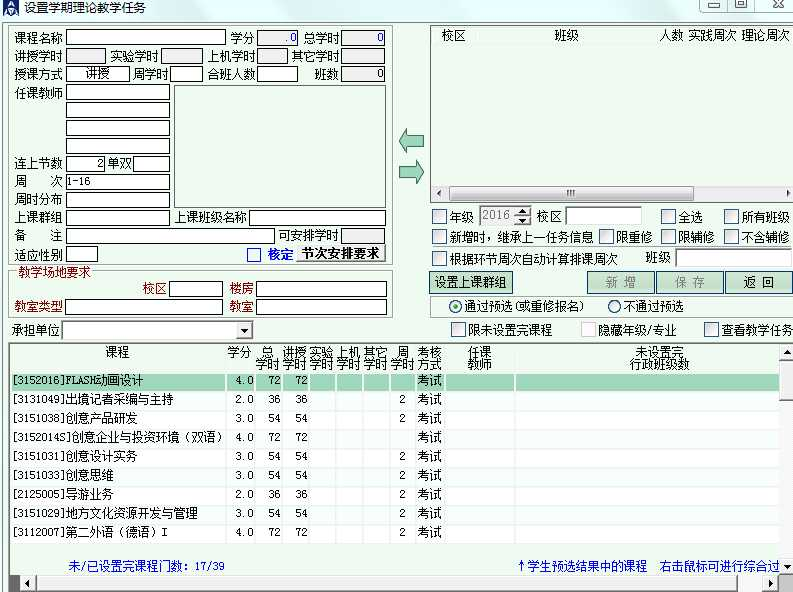 设置学期理论教学任务
课程名称 学分 .0 总学时 0
讲授学时 实验学时 上机学时 其它学时
授课方式 讲授 周学时 合班人数 班数 0
任课教师
连上节数 2 单双
周 次 1-16
周时分布
上课群组 上课班级名称
备 注 可安排学时
适应性别 核定 节次安排要求
教学场地要求
校区 楼房
教室类型 教室
承担单位
校区 班级 人数 实践周次 理论周次
年级 2016 校区 全选 所有班级
新增时，继承上一任务信息 限重修 限辅修 不含辅修
根据环节周次自动计算排课周次 班级
设置上课群组 新 增 保 存 返 回
通过预选(或重修报名) 不通过预选
限未设置完课程 隐藏年级/专业 查看教学任务
课程 学分 总学时 讲授学时 实验学时 上机学时 其它学时 周学时 考核方式 任课教师 未设置完行政班级数
[3152016]FLASH动画设计 4.0 72 72 考试
[3131049]出境记者采编与主持 2.0 36 36 2 考试
[3151038]创意产品研发 3.0 54 54 2 考试
[3152014S]创意企业与投资环境（双语） 4.0 72 72 考试
[3151031]创意设计实务 3.0 54 54 2 考试
[3151033]创意思维 3.0 54 54 2 考试
[2125005]导游业务 2.0 36 36 2 考试
[3151029]地方文化资源开发与管理 3.0 54 54 2 考试
[3112007]第二外语（德语）I 4.0 72 72 2 考试
未/已设置完课程门数: 17/39 ↑学生预选结果中的课程 右击鼠标可进行综合过